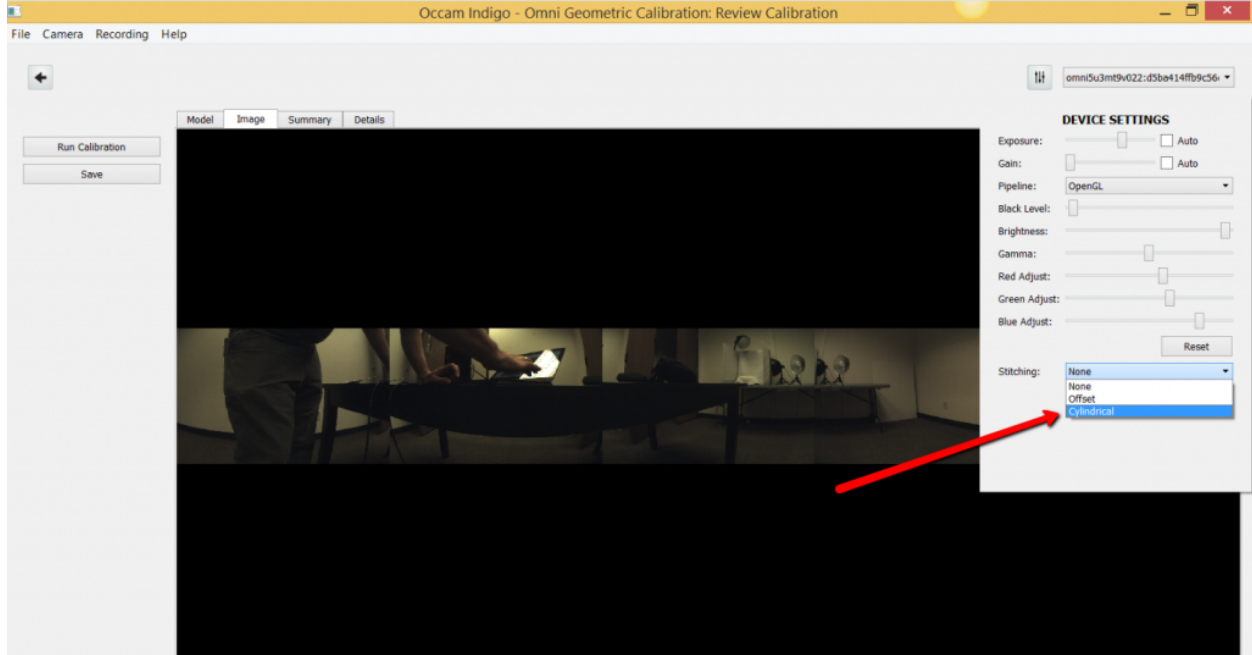 Occam Indigo - Omni Geometric Calibration: Review Calibration
File Camera Recording Help
omni5u3mt9v022:d5ba414ffb9c56
Model Image Summary Details
DEVICE SETTINGS
Run Calibration
Save
Exposure: Auto
Gain: Auto
Pipeline: OpenGL
Black Level:
Brightness:
Gamma:
Red Adjust:
Green Adjust:
Blue Adjust:
Reset
Stitching: None
None
Offset
Cylindrical